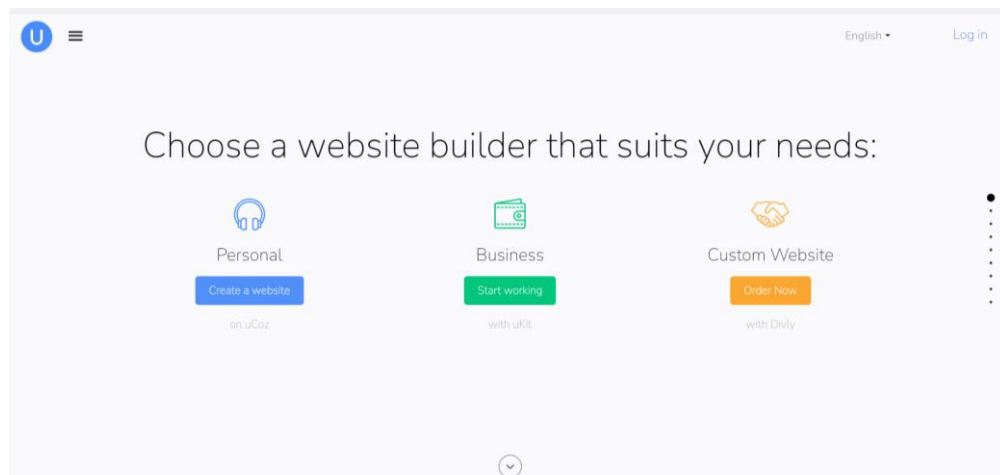 U
English
Log in
Choose a website builder that suits your needs:
Personal
Business
Custom Website
Create a website
Start working
Order Now
on uCoz
with uKit
with Divly